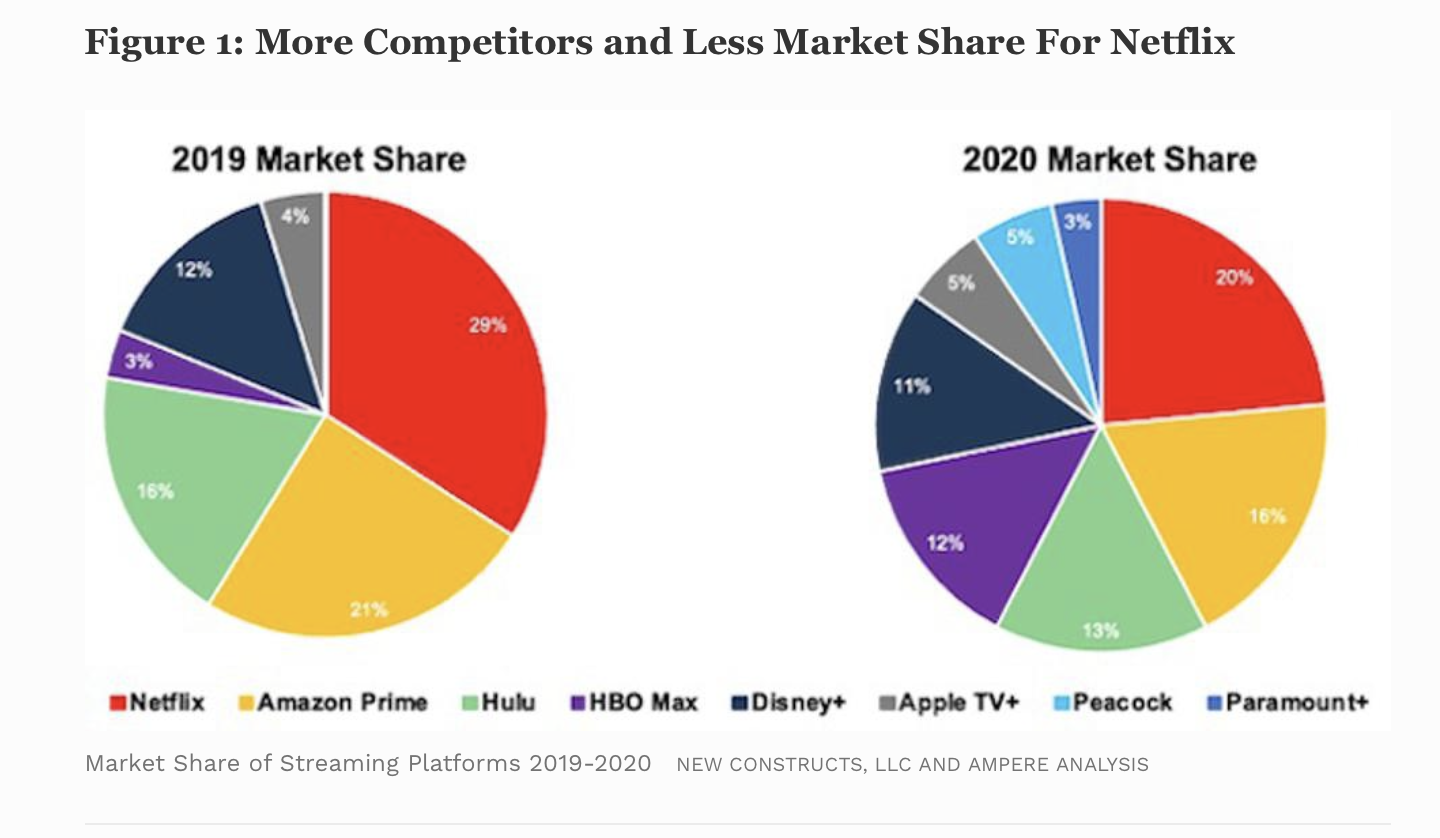 Figure 1: More Competitors and Less Market Share For Netflix
2019 Market Share
4%
12%
29%
3%
16%
21%
2020 Market Share
3%
5%
20%
5%
11%
16%
12%
13%
Netflix Amazon Prime Hulu HBO Max Disney+ Apple TV+ Peacock Paramount+
Market Share of Streaming Platforms 2019-2020 NEW CONSTRUCTS, LLC AND AMPERE ANALYSIS